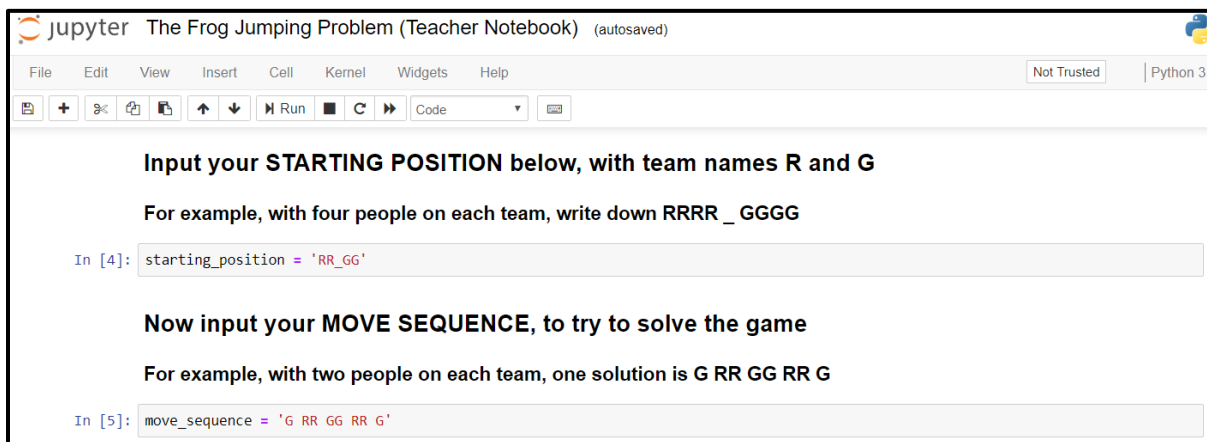 jupyter The Frog Jumping Problem (Teacher Notebook) (autosaved)
File Edit View Insert Cell Kernel Widgets Help Not Trusted Python 3
Run Code
Input your STARTING POSITION below, with team names R and G
For example, with four people on each team, write down RRRR _ GGGG
In [4]: starting_position = 'RR_GG'
Now input your MOVE SEQUENCE, to try to solve the game
For example, with two people on each team, one solution is G RR GG RR G
In [5]: move_sequence = 'G RR GG RR G'